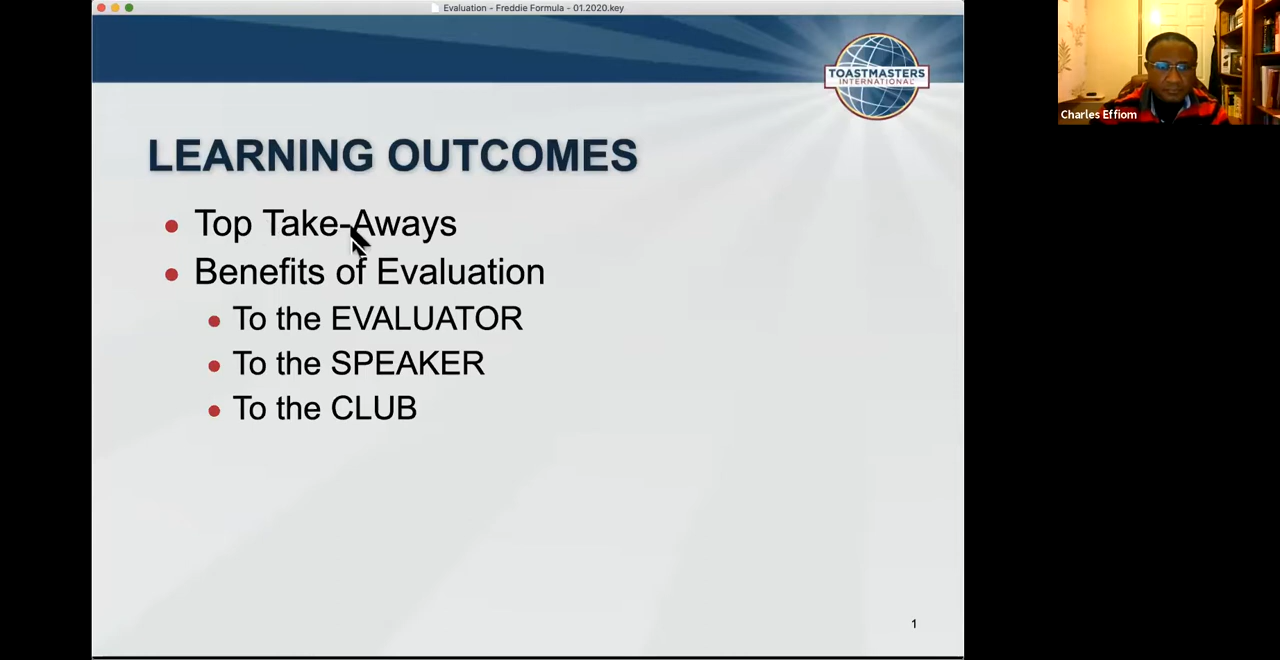 Evaluation - Freddie Formula - 01.2020.key
TOASTMASTERS
INTERNATIONAL
LEARNING OUTCOMES
Top Take-Aways
Benefits of Evaluation
To the EVALUATOR
To the SPEAKER
To the CLUB
1
Charles Effiom